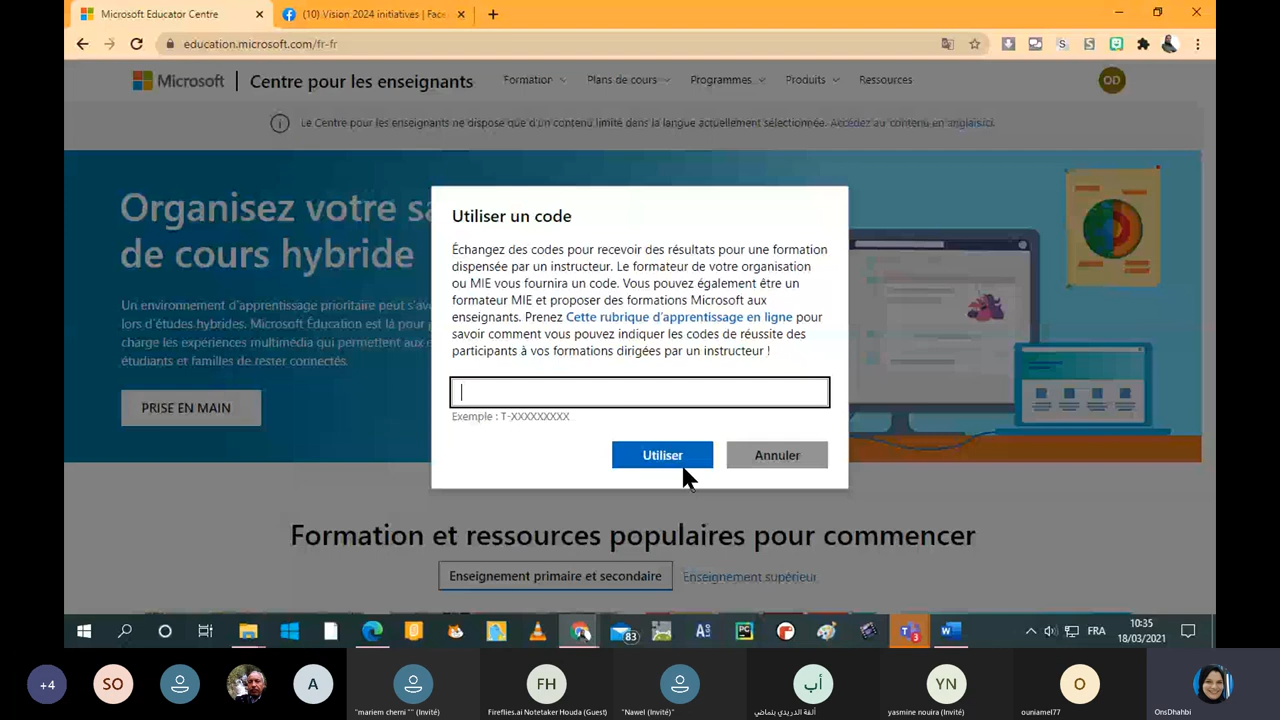 Microsoft Educator Centre
(10) Vision 2024 initiatives | Face
education.microsoft.com/fr-fr
Microsoft
Centre pour les enseignants
Formation
Plans de cours
Programmes
Produits
Ressources
OD
Le Centre pour les enseignants ne dispose que d'un contenu limité dans la langue actuellement sélectionnée. Accédez au contenu en anglaisici.
Organisez votre sa
de cours hybride
Un environnement d'apprentissage prioritaire peut s'av
lors d'études hybrides. Microsoft Éducation est là pour
charge les expériences multimédia qui permettent aux
étudiants et familles de rester connectés.
PRISE EN MAIN
Utiliser un code
Échangez des codes pour recevoir des résultats pour une formation
dispensée par un instructeur. Le formateur de votre organisation
ou MIE vous fournira un code. Vous pouvez également être un
formateur MIE et proposer des formations Microsoft aux
enseignants. Prenez Cette rubrique d'apprentissage en ligne pour
savoir comment vous pouvez indiquer les codes de réussite des
participants à vos formations dirigées par un instructeur !
Exemple : T-XXXXXXXXX
Utiliser
Annuler
Formation et ressources populaires pour commencer
Enseignement primaire et secondaire
Enseignement supérieur
83
PC
3
FRA
10:35
18/03/2021
+4
SO
A
"mariem cherni "" (Invité)
FH
Fireflies.ai Notetaker Houda (Guest)
"Nawel (Invité)"
أب
ألفة الدريدي بنماضي
YN
yasmine nouira (Invité)
O
ouniamel77
OnsDhahbi